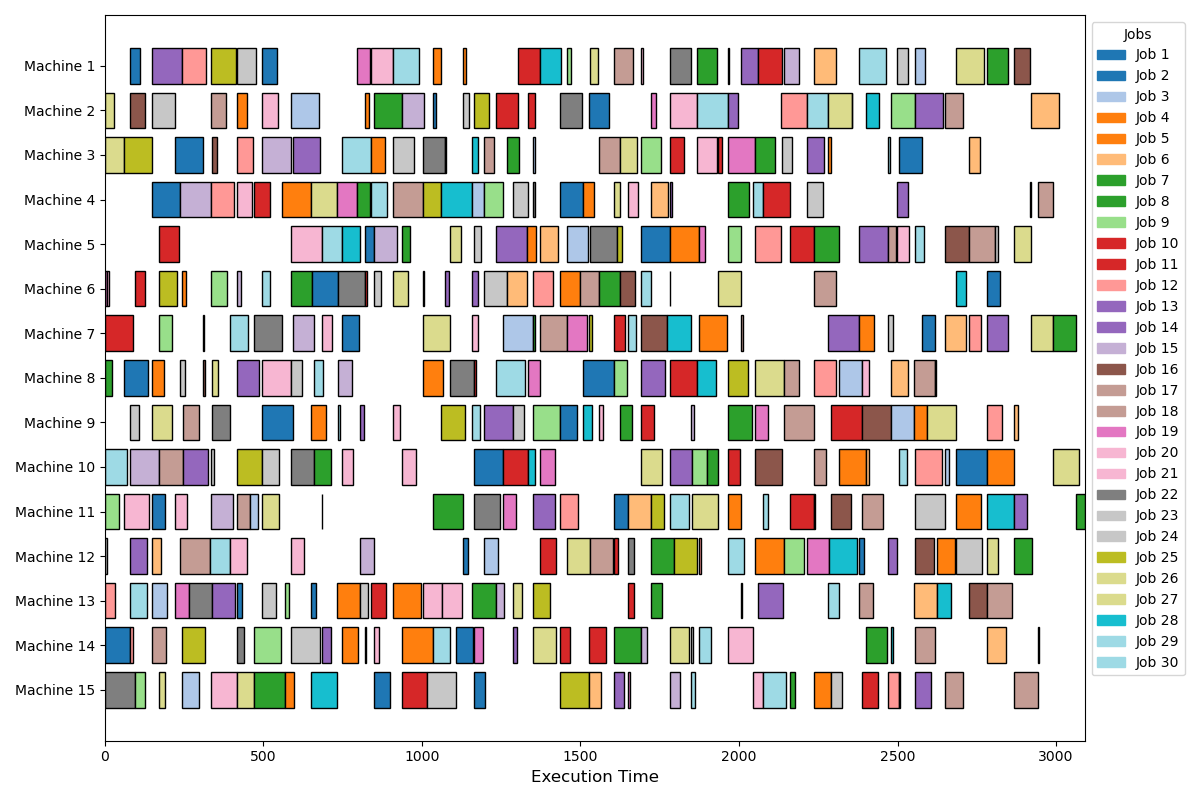 Machine 1
Machine 2
Machine 3
Machine 4
Machine 5
Machine 6
Machine 7
Machine 8
Machine 9
Machine 10
Machine 11
Machine 12
Machine 13
Machine 14
Machine 15
0 500 1000 1500 2000 2500 3000
Execution Time
Jobs
Job 1
Job 2
Job 3
Job 4
Job 5
Job 6
Job 7
Job 8
Job 9
Job 10
Job 11
Job 12
Job 13
Job 14
Job 15
Job 16
Job 17
Job 18
Job 19
Job 20
Job 21
Job 22
Job 23
Job 24
Job 25
Job 26
Job 27
Job 28
Job 29
Job 30